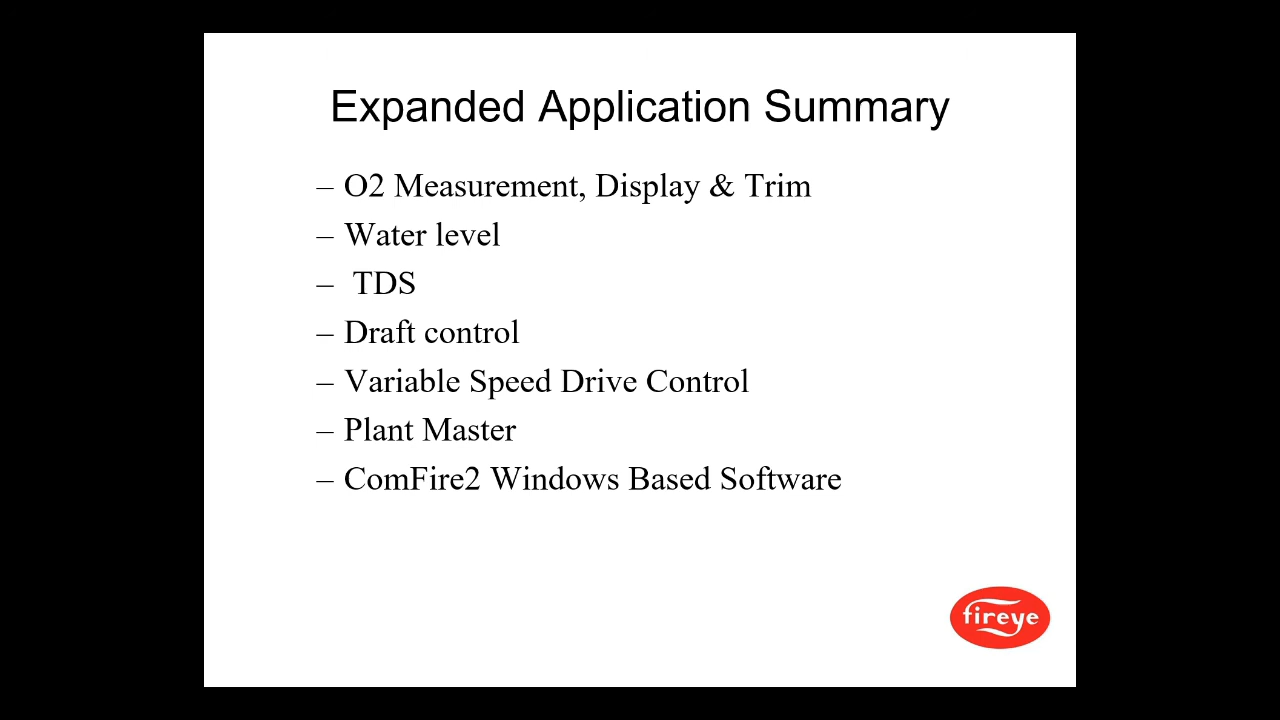 Expanded Application Summary
– O2 Measurement, Display & Trim
– Water level
– TDS
– Draft control
– Variable Speed Drive Control
– Plant Master
– ComFire2 Windows Based Software
fireye